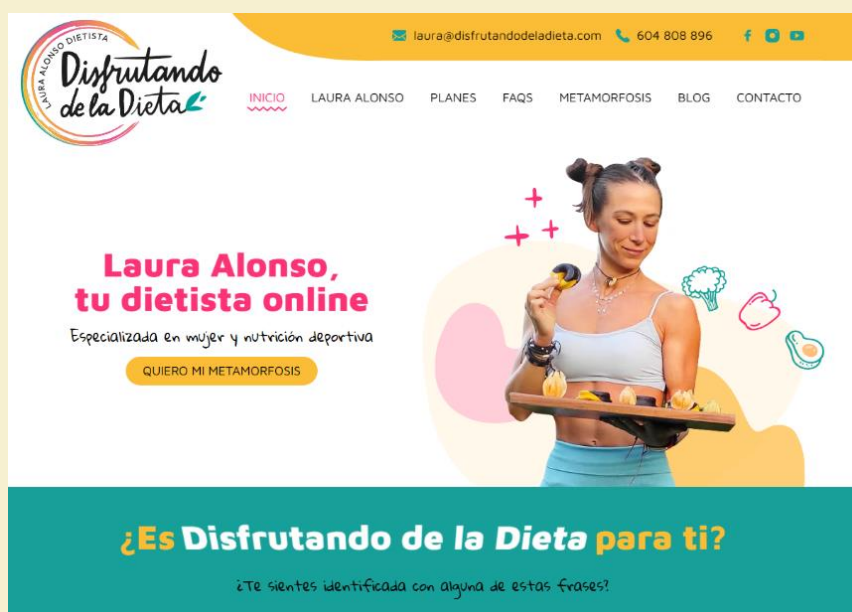 LAURA ALONSO DIETISTA
Disfrutando
de la Dieta
laura@disfrutandodeladieta.com 604 808 896
INICIO LAURA ALONSO PLANES FAQS METAMORFOSIS BLOG CONTACTO
Laura Alonso,
tu dietista online
Especializada en mujer y nutrición deportiva
QUIERO MI METAMORFOSIS
¿Es Disfrutando de la Dieta para ti?
¿Te sientes identificada con alguna de estas frases?